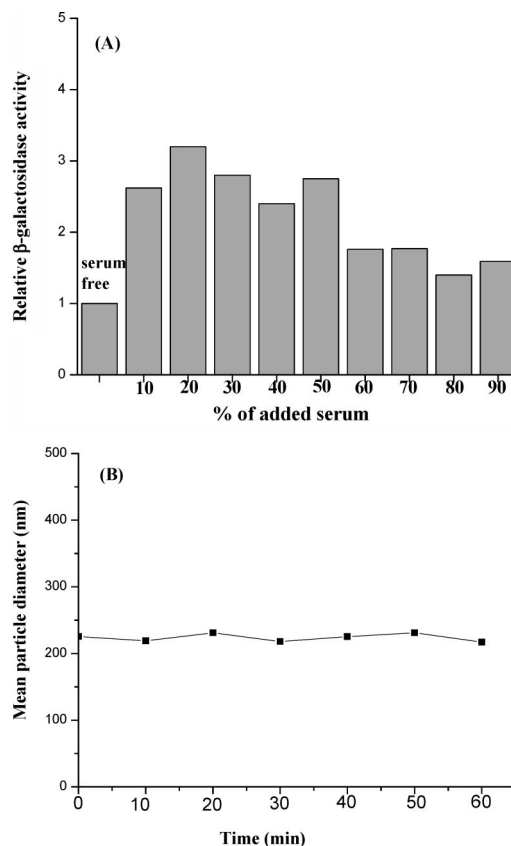 (A)
Relative β-galactosidase activity
5
4
3
2
1
0
serum
free
10 20 30 40 50 60 70 80 90
% of added serum
(B)
Mean particle diameter (nm)
500
400
300
200
100
0
0 10 20 30 40 50 60
Time (min)